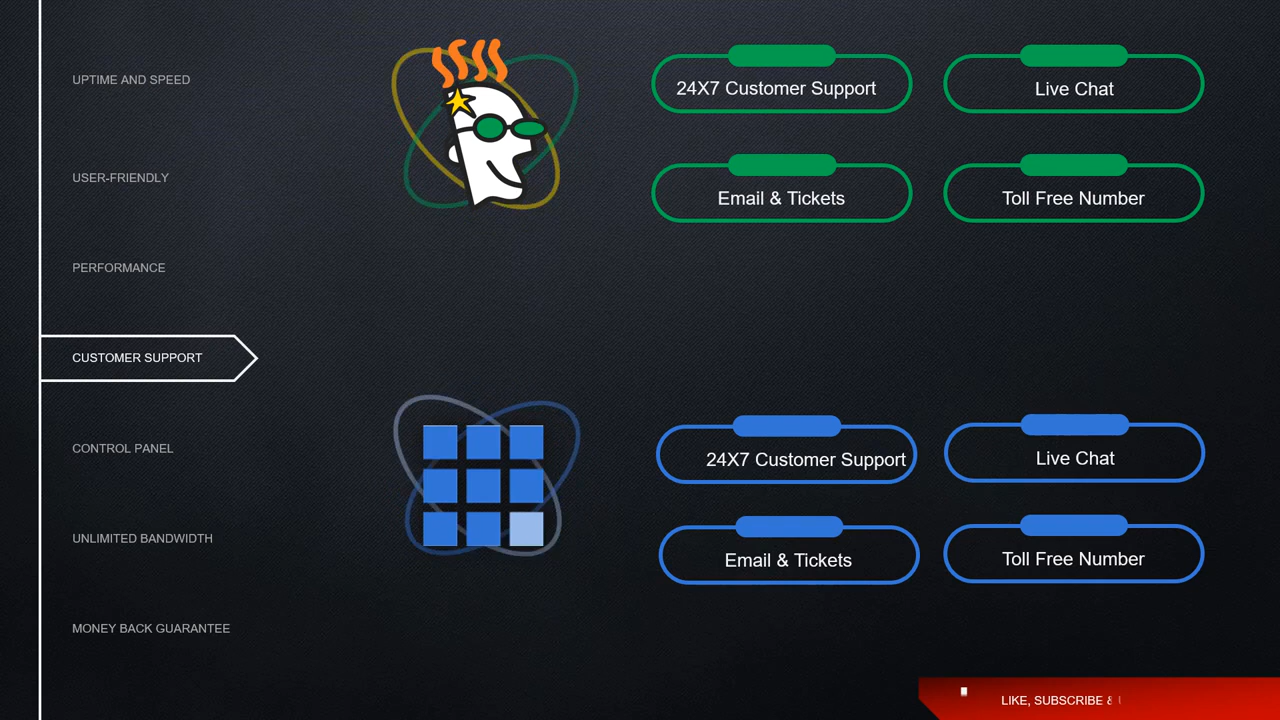 UPTIME AND SPEED
USER-FRIENDLY
PERFORMANCE
CUSTOMER SUPPORT
CONTROL PANEL
UNLIMITED BANDWIDTH
MONEY BACK GUARANTEE
24X7 Customer Support
Live Chat
Email & Tickets
Toll Free Number
24X7 Customer Support
Live Chat
Email & Tickets
Toll Free Number
LIKE, SUBSCRIBE &